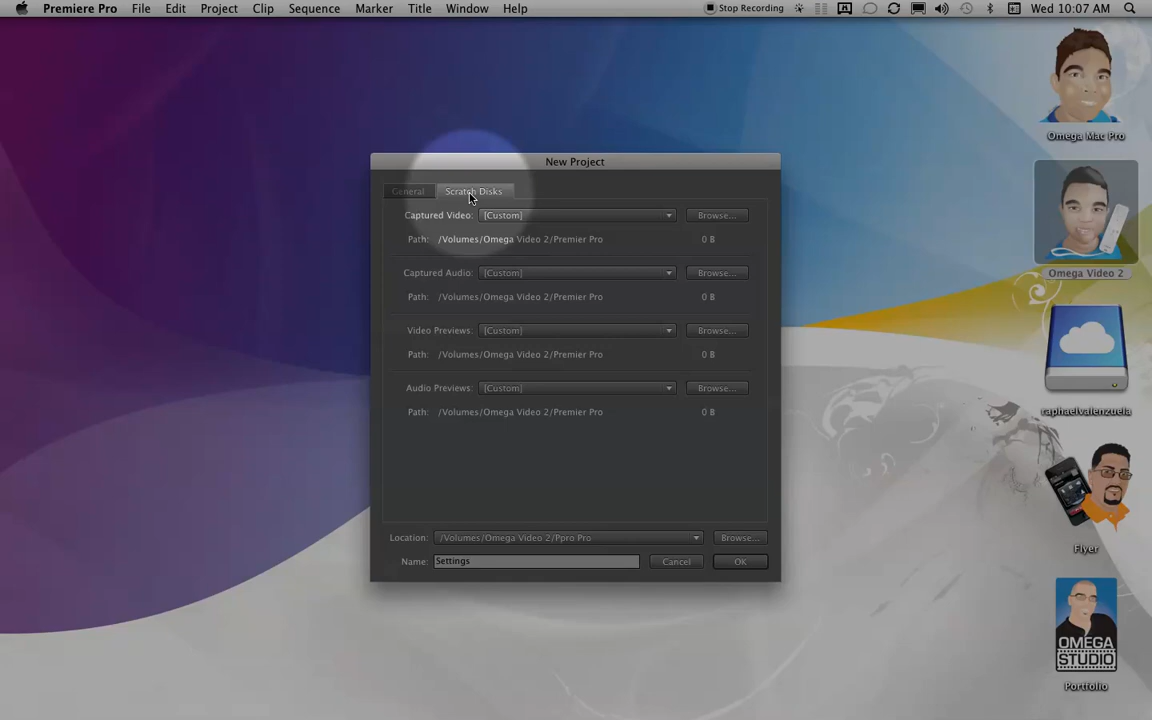 Premiere Pro File Edit Project Clip Sequence Marker Title Window Help Stop Recording Wed 10:07 AM
Omega Mac Pro
Omega Video 2
raphaelvalenzuela
Flyer
OMEGA
STUDIO
Portfolio
New Project
General Scratch Disks
Captured Video: [Custom] Browse...
Path: /Volumes/Omega Video 2/Premier Pro 0 B
Captured Audio: [Custom] Browse...
Path: /Volumes/Omega Video 2/Premier Pro 0 B
Video Previews: [Custom] Browse...
Path: /Volumes/Omega Video 2/Premier Pro 0 B
Audio Previews: [Custom] Browse...
Path: /Volumes/Omega Video 2/Premier Pro 0 B
Location: /Volumes/Omega Video 2/Ppro Pro Browse...
Name: Settings Cancel OK